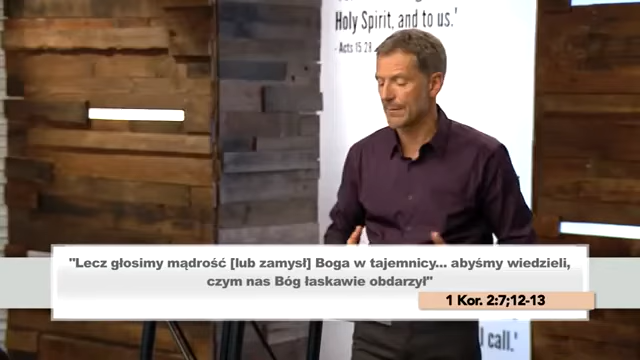 Holy Spirit, and to us.'
- Acts 15:28
"Lecz głosimy mądrość [lub zamysł] Boga w tajemnicy... abyśmy wiedzieli,
czym nas Bóg łaskawie obdarzył"
1 Kor. 2:7;12-13
call.'